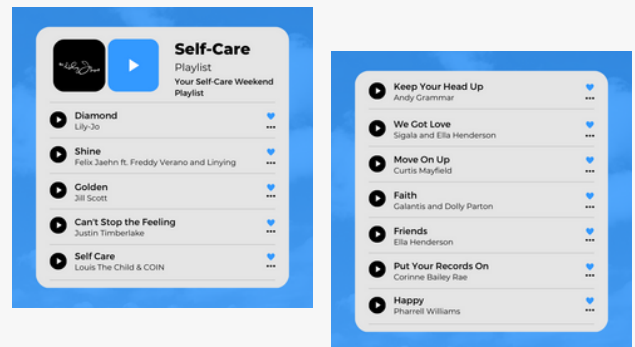 Self-Care
Playlist
Your Self-Care Weekend
Playlist
Diamond
Lily-Jo
Shine
Felix Jaehn ft. Freddy Verano and Linying
Golden
Jill Scott
Can't Stop the Feeling
Justin Timberlake
Self Care
Louis The Child & COIN
Keep Your Head Up
Andy Grammar
We Got Love
Sigala and Ella Henderson
Move On Up
Curtis Mayfield
Faith
Galantis and Dolly Parton
Friends
Ella Henderson
Put Your Records On
Corinne Bailey Rae
Happy
Pharrell Williams